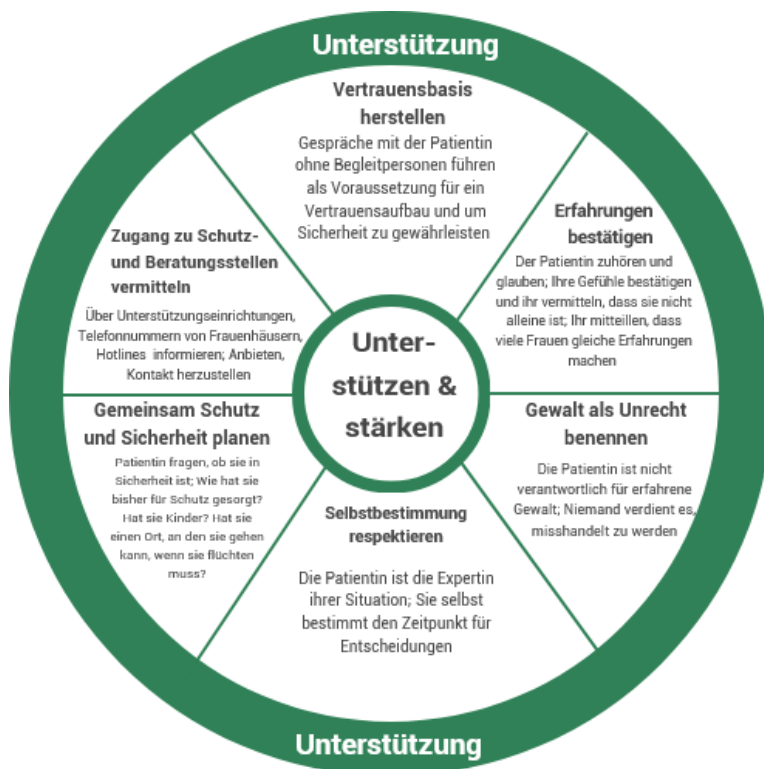 Unterstützung
Vertrauensbasis
herstellen
Gespräche mit der Patientin
ohne Begleitpersonen führen
als Voraussetzung für ein
Vertrauensaufbau und um
Sicherheit zu gewährleisten
Erfahrungen
bestätigen
Der Patientin zuhören und
glauben; Ihre Gefühle bestätigen
und ihr vermitteln, dass sie nicht
alleine ist; Ihr mitteillen, dass
viele Frauen gleiche Erfahrungen
machen
Gewalt als Unrecht
benennen
Die Patientin ist nicht
verantwortlich für erfahrene
Gewalt; Niemand verdient es,
misshandelt zu werden
Selbstbestimmung
respektieren
Die Patientin ist die Expertin
ihrer Situation; Sie selbst
bestimmt den Zeitpunkt für
Entscheidungen
Gemeinsam Schutz
und Sicherheit planen
Patientin fragen, ob sie in
Sicherheit ist; Wie hat sie
bisher für Schutz gesorgt?
Hat sie Kinder? Hat sie
einen Ort, an den sie gehen
kann, wenn sie flüchten
muss?
Zugang zu Schutz-
und Beratungsstellen
vermitteln
Über Unterstützungseinrichtungen,
Telefonnummern von Frauenhäusern,
Hotlines informieren; Anbieten,
Kontakt herzustellen
Unter-
stützen &
stärken
Unterstützung